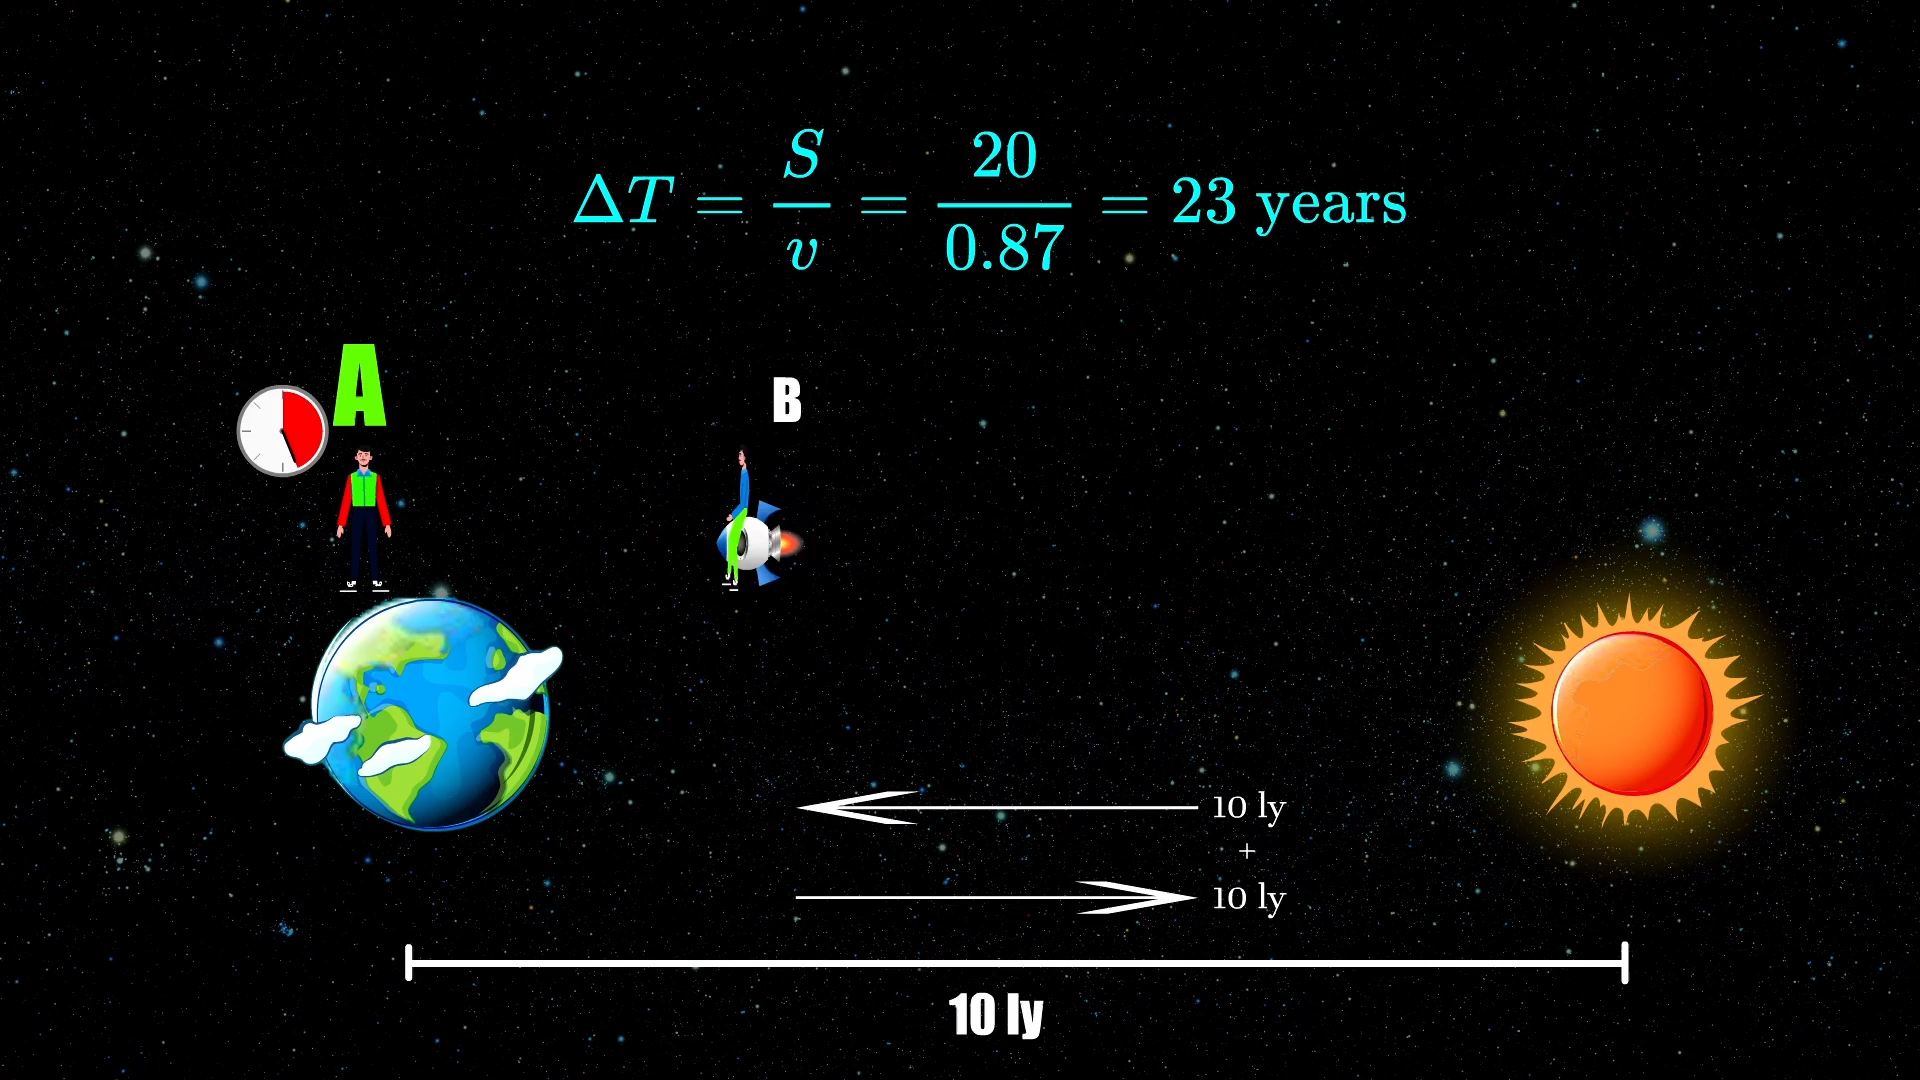 ΔT = S/v = 20/0.87 = 23 years
A
B
10 ly
+
10 ly
10 ly